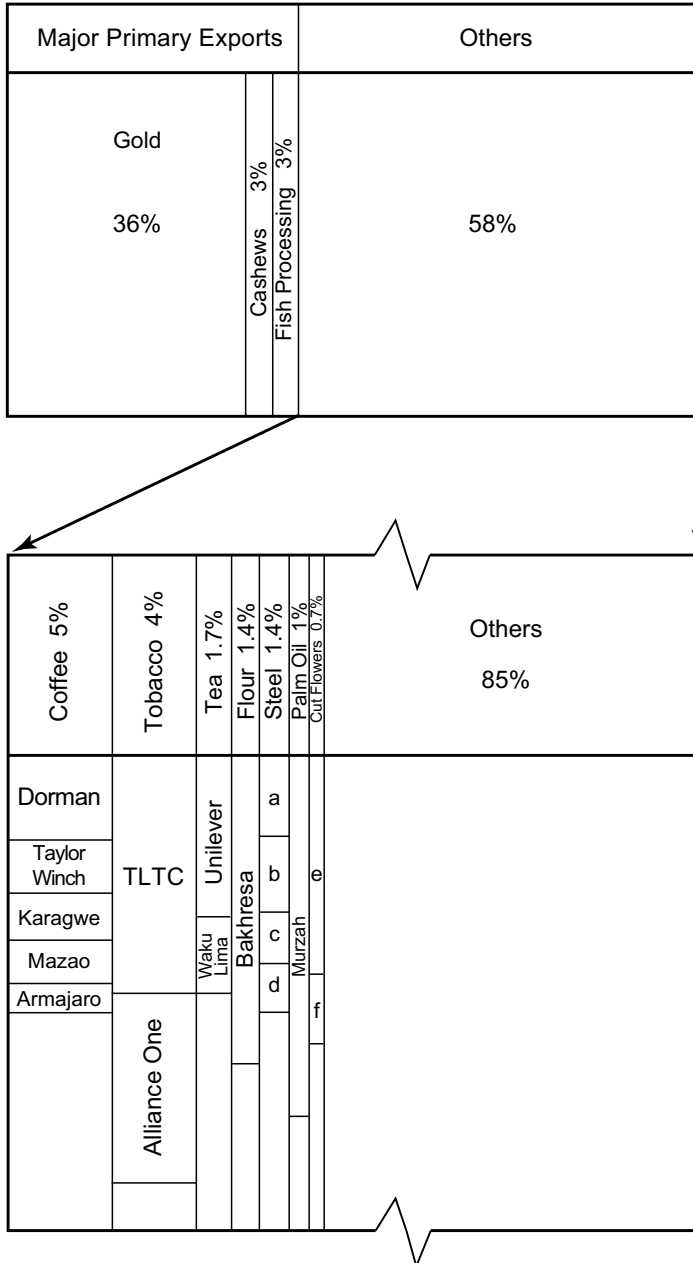 Major Primary Exports
Others
Gold
36%
Cashews 3%
Fish Processing 3%
58%
Coffee 5%
Tobacco 4%
Tea 1.7%
Flour 1.4%
Steel 1.4%
Palm Oil 1%
Cut Flowers 0.7%
Others
85%
Dorman
Taylor
Winch
Karagwe
Mazao
Armajaro
TLTC
Alliance One
Unilever
Waku
Lima
Bakhresa
a
b
c
d
Murzah
e
f